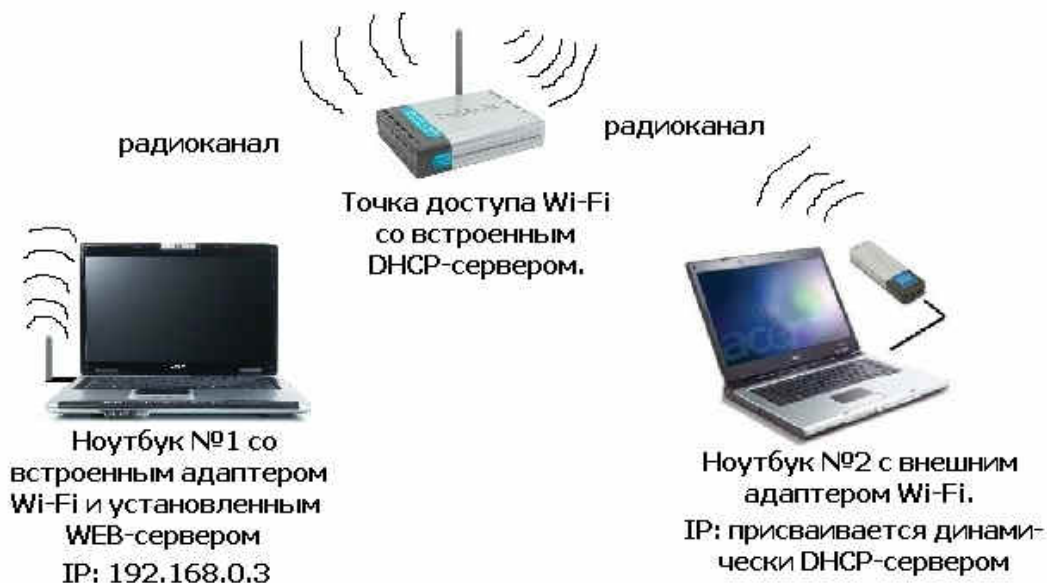 радиоканал
радиоканал
Точка доступа Wi-Fi
со встроенным
DHCP-сервером.
Ноутбук №1 со
встроенным адаптером
Wi-Fi и установленным
WEB-сервером
IP: 192.168.0.3
Ноутбук №2 с внешним
адаптером Wi-Fi.
IP: присваивается динами-
чески DHCP-сервером